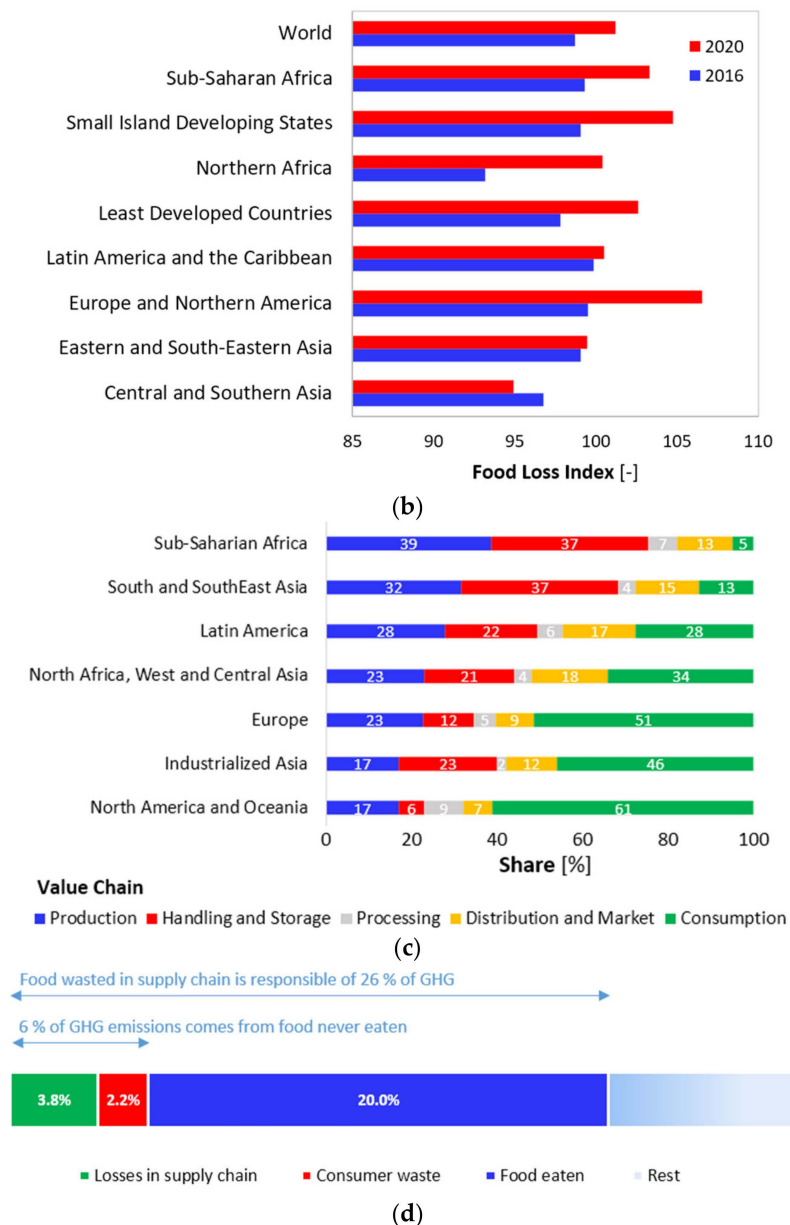 World
2020
Sub-Saharan Africa
2016
Small Island Developing States
Northern Africa
Least Developed Countries
Latin America and the Caribbean
Europe and Northern America
Eastern and South-Eastern Asia
Central and Southern Asia
85 90 95 100 105 110
Food Loss Index [-]
(b)
Sub-Saharian Africa 39 37 7 13 5
South and SouthEast Asia 32 37 4 15 13
Latin America 28 22 6 17 28
North Africa, West and Central Asia 23 21 4 18 34
Europe 23 12 5 9 51
Industrialized Asia 17 23 2 12 46
North America and Oceania 17 6 9 7 61
0 20 40 60 80 100
Share [%]
Value Chain
Production Handling and Storage Processing Distribution and Market Consumption
(c)
Food wasted in supply chain is responsible of 26 % of GHG
6 % of GHG emissions comes from food never eaten
3.8% 2.2% 20.0%
Losses in supply chain Consumer waste Food eaten Rest
(d)